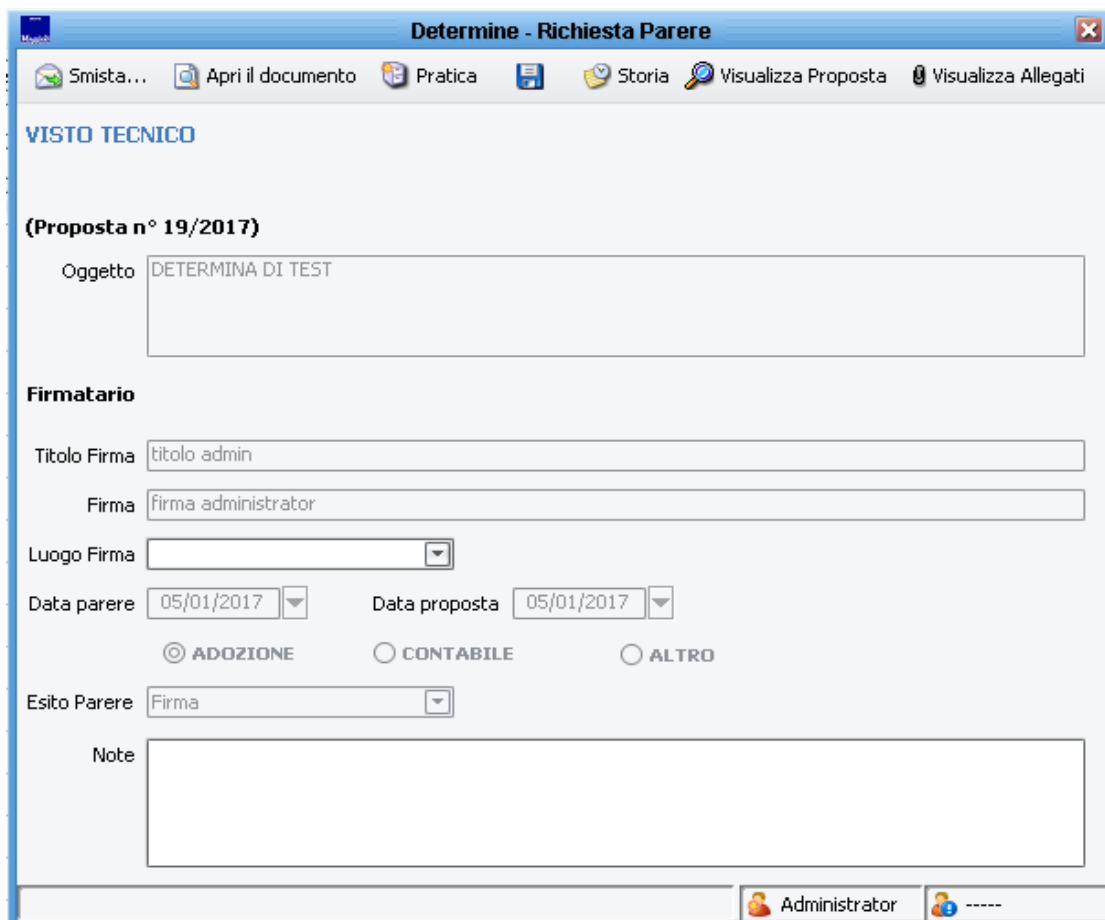 Determine - Richiesta Parere
Smista... Apri il documento Pratica Storia Visualizza Proposta Visualizza Allegati
VISTO TECNICO
(Proposta n° 19/2017)
Oggetto DETERMINA DI TEST
Firmatario
Titolo Firma titolo admin
Firma firma administrator
Luogo Firma
Data parere 05/01/2017 Data proposta 05/01/2017
ADOZIONE CONTABILE ALTRO
Esito Parere Firma
Note
Administrator -----